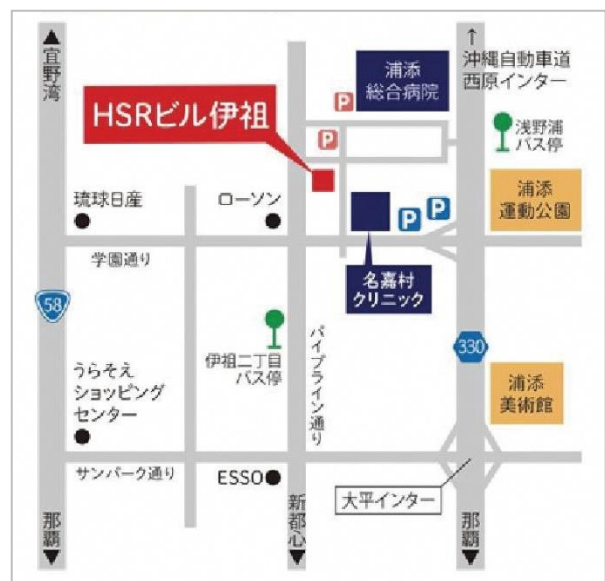 ▲
宜野湾
↑
沖縄自動車道
西原インター
浦添
総合病院
P
HSRビル伊祖
P
浅野浦
バス停
琉球日産
ローソン
浦添
運動公園
P
P
学園通り
名嘉村
クリニック
58
パイプライン通り
330
伊祖二丁目
バス停
うらそえ
ショッピング
センター
浦添
美術館
サンパーク通り
ESSO
大平インター
那覇
▼
新都心
▼
那覇
▼